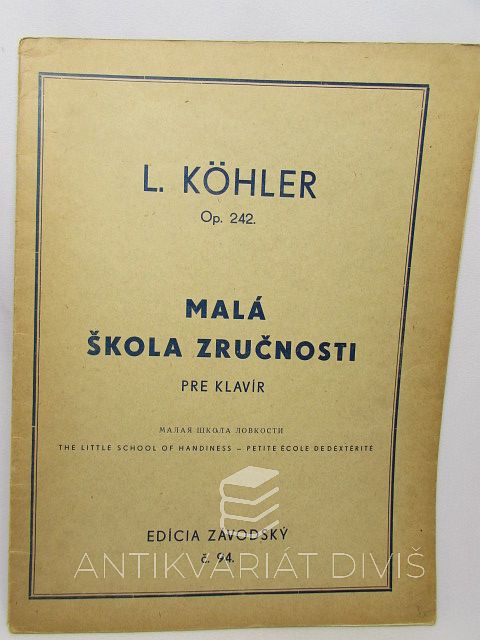 L. KÖHLER
Op. 242.
MALÁ
ŠKOLA ZRUČNOSTI
PRE KLAVÍR
МАЛАЯ ШКОЛА ЛОВКОСТИ
THE LITTLE SCHOOL OF HANDINESS – PETITE ÉCOLE DE DEXTÉRITÉ
EDÍCIA ZÁVODSKÝ
ANTIKVARIÁT DIVIŠ
č. 94.